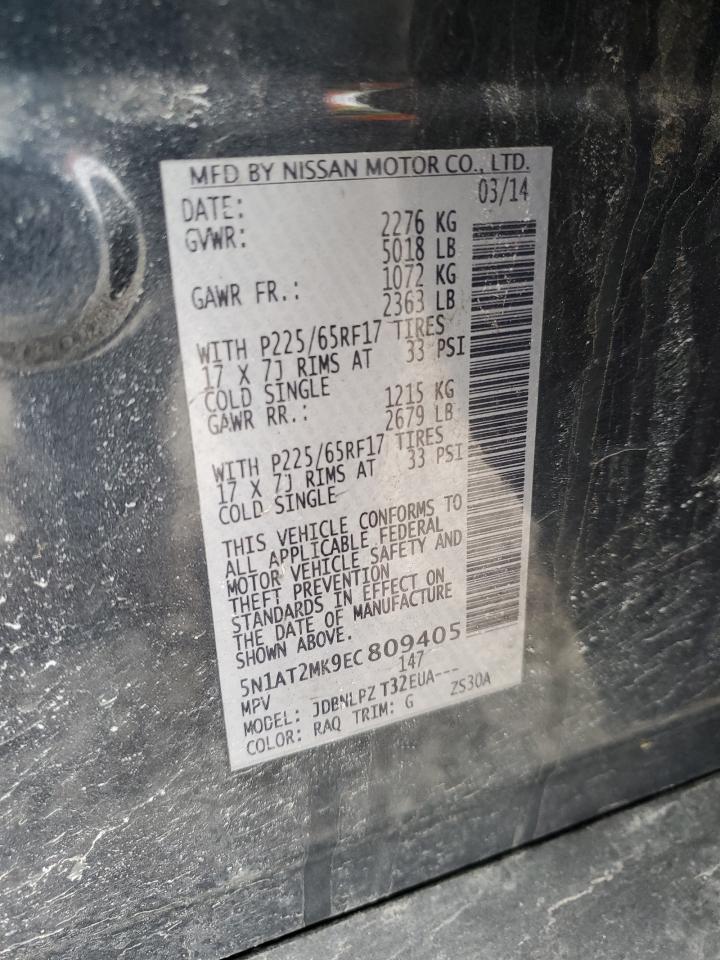 MFD BY NISSAN MOTOR CO., LTD.
DATE: 03/14
GVWR: 2276 KG
5018 LB
GAWR FR.: 1072 KG
2363 LB
WITH P225/65RF17 TIRES
17 X 7J RIMS AT 33 PSI
COLD SINGLE
GAWR RR.: 1215 KG
2679 LB
WITH P225/65RF17 TIRES
17 X 7J RIMS AT 33 PSI
COLD SINGLE
THIS VEHICLE CONFORMS TO
ALL APPLICABLE FEDERAL
MOTOR VEHICLE SAFETY AND
THEFT PREVENTION
STANDARDS IN EFFECT ON
THE DATE OF MANUFACTURE
SHOWN ABOVE.
5N1AT2MK9EC809405
MPV 147
MODEL: JDBNLPZ T32EUA---
COLOR: RAQ TRIM: G ZS30A